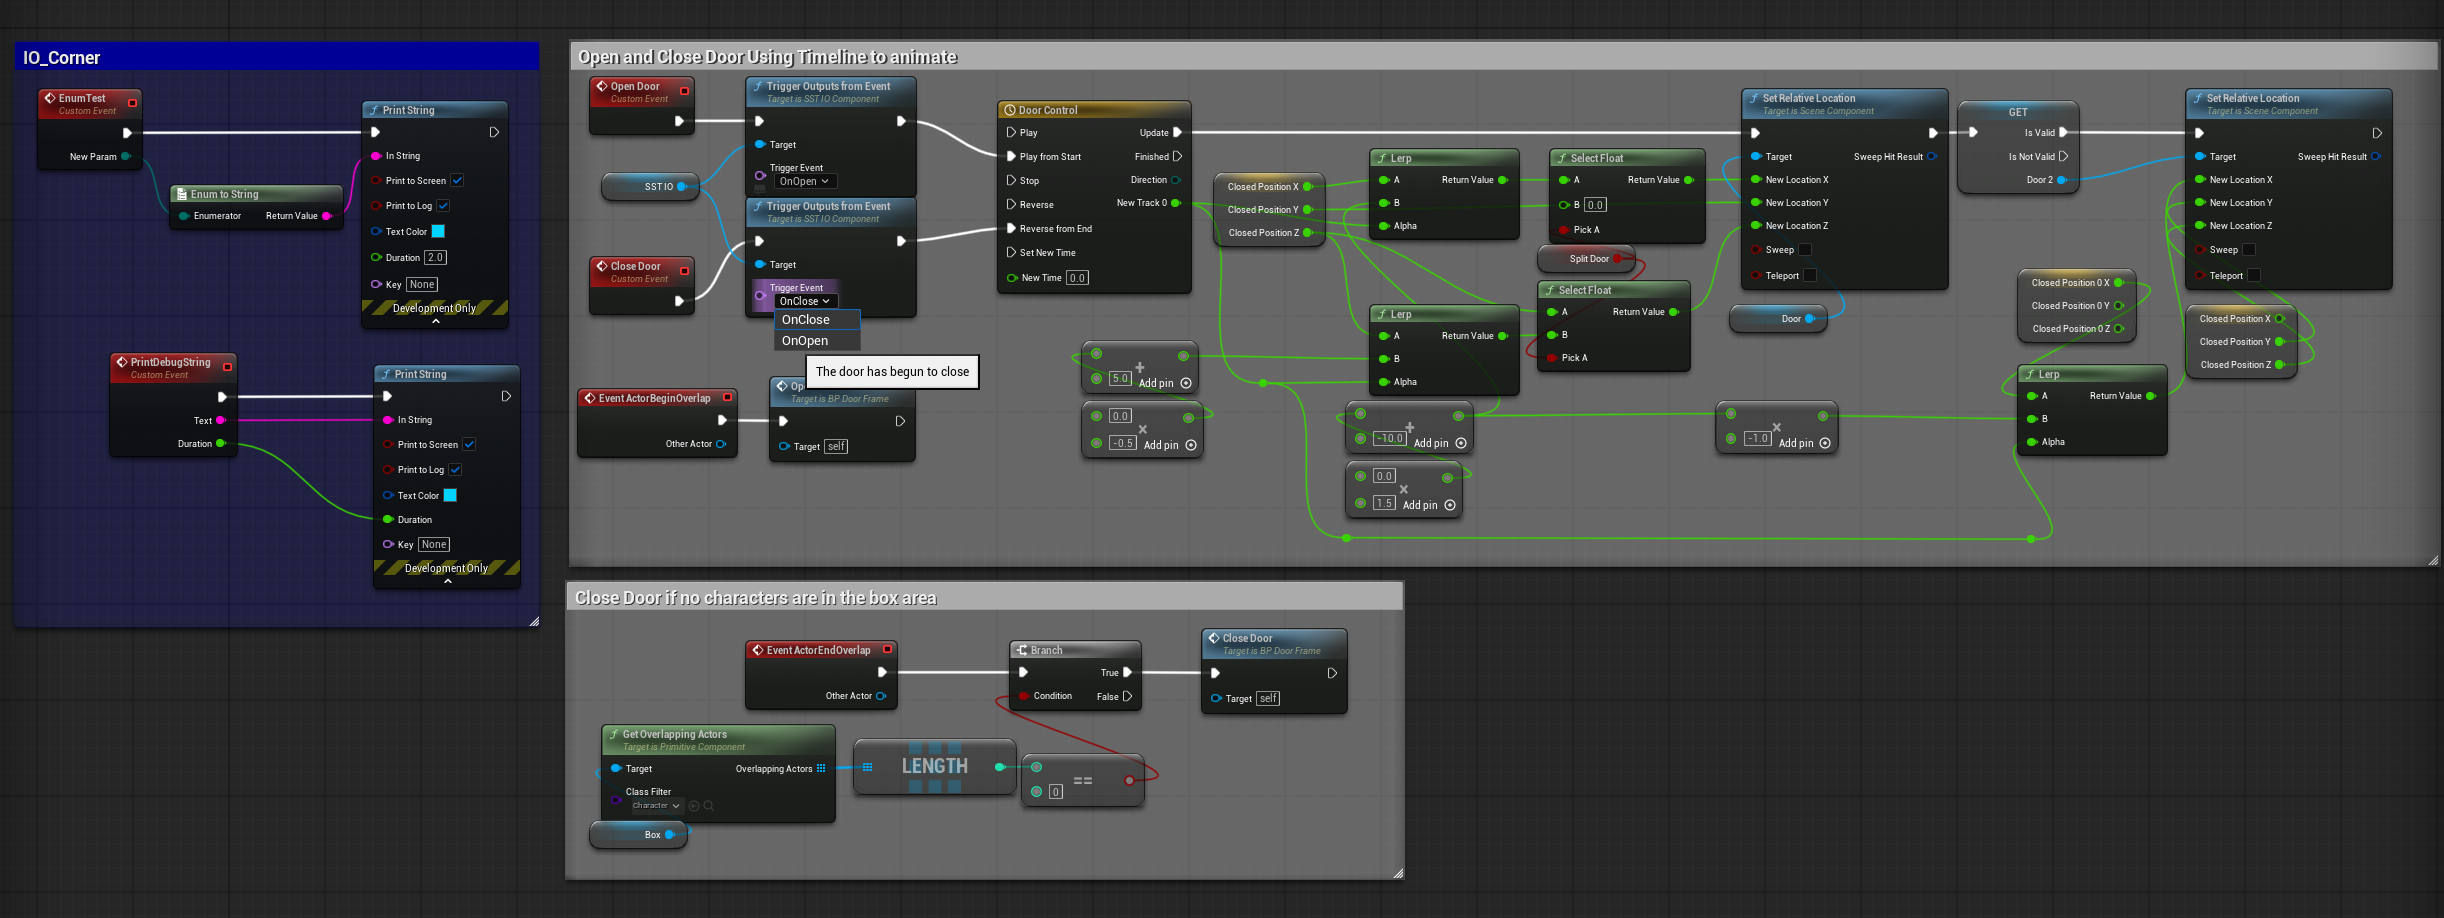 IO_Corner
EnumTest
Custom Event
New Param
Enum to String
Enumerator
Return Value
Print String
In String
Print to Screen
Print to Log
Text Color
Duration
2.0
Key
None
Development Only
PrintDebugString
Custom Event
Text
Duration
Print String
In String
Print to Screen
Print to Log
Text Color
Duration
Key
None
Development Only
Open and Close Door Using Timeline to animate
Open Door
Custom Event
SST IO
Close Door
Custom Event
Trigger Outputs from Event
Target is SST IO Component
Target
Trigger Event
OnOpen
Trigger Outputs from Event
Target is SST IO Component
Target
Trigger Event
OnClose
OnClose
OnOpen
The door has begun to close
Event ActorBeginOverlap
Other Actor
Op
Target is BP Door Frame
Target
self
Door Control
Play
Update
Play from Start
Finished
Stop
Direction
Reverse
New Track 0
Reverse from End
Set New Time
New Time
0.0
Closed Position X
Closed Position Y
Closed Position Z
+
5.0
Add pin
0.0
×
-0.5
Add pin
Lerp
A
Return Value
B
Alpha
Lerp
A
Return Value
B
Alpha
+
-10.0
Add pin
0.0
×
1.5
Add pin
Select Float
A
Return Value
B
0.0
Pick A
Split Door
Select Float
A
Return Value
B
Pick A
Set Relative Location
Target is Scene Component
Target
Sweep Hit Result
New Location X
New Location Y
New Location Z
Sweep
Teleport
Door
×
-1.0
Add pin
GET
Is Valid
Is Not Valid
Door 2
Closed Position 0 X
Closed Position 0 Y
Closed Position 0 Z
Lerp
A
Return Value
B
Alpha
Set Relative Location
Target is Scene Component
Target
Sweep Hit Result
New Location X
New Location Y
New Location Z
Sweep
Teleport
Closed Position X
Closed Position Y
Closed Position Z
Close Door if no characters are in the box area
Event ActorEndOverlap
Other Actor
Branch
True
Condition
False
Close Door
Target is BP Door Frame
Target
self
Get Overlapping Actors
Target is Primitive Component
Target
Overlapping Actors
Class Filter
Character
Box
LENGTH
==
0